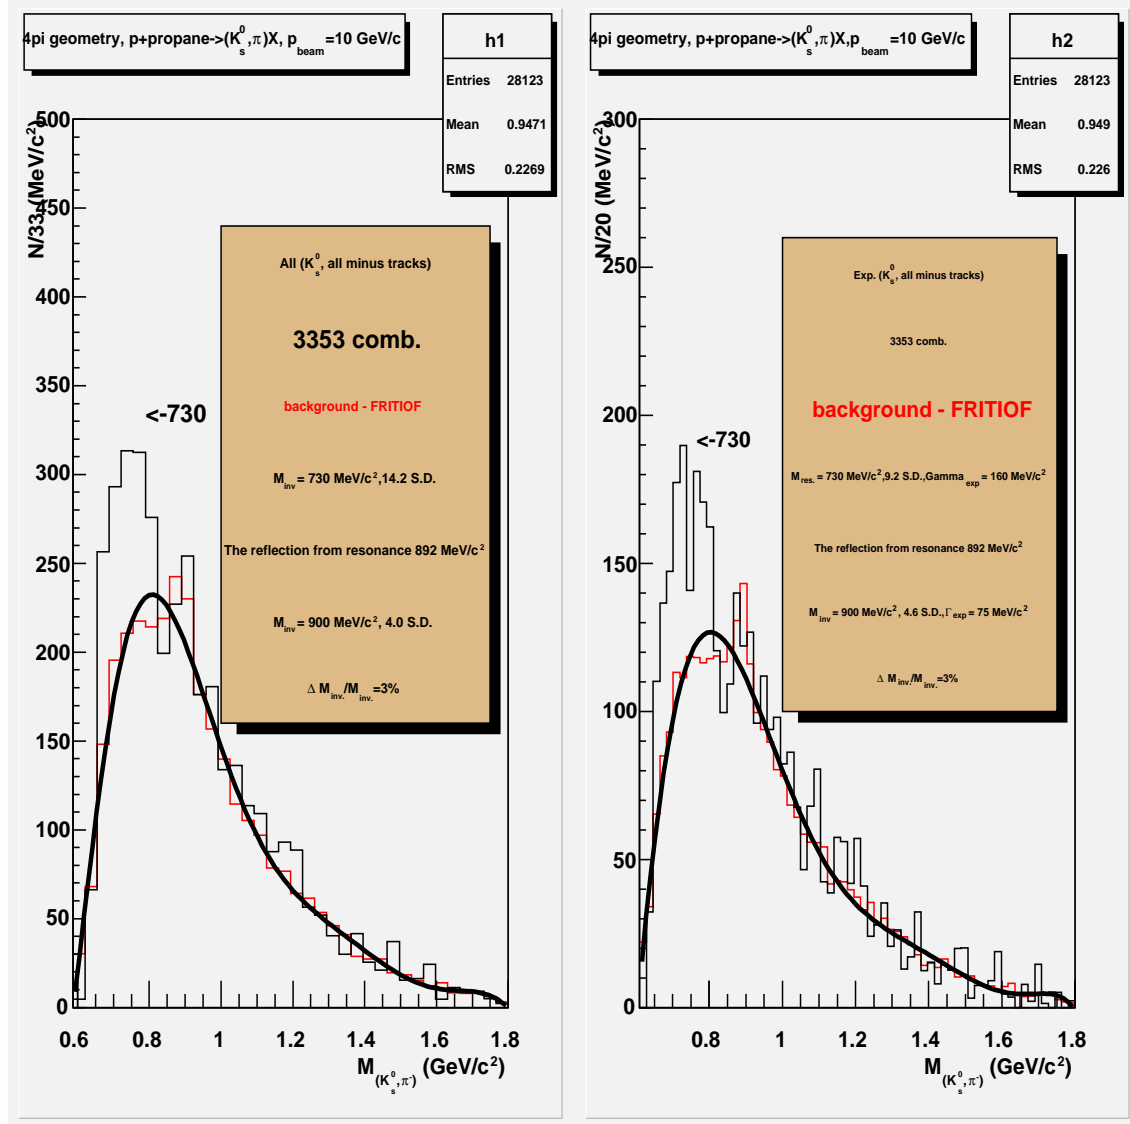 4pi geometry, p+propane->(K⁰ₛ,π)X, p_beam=10 GeV/c
h1
Entries 28123
Mean 0.9471
RMS 0.2269
N/33 (MeV/c²)
500
450
400
350
300
250
200
150
100
50
0
<-730
All (K⁰ₛ, all minus tracks)
3353 comb.
background - FRITIOF
M_inv = 730 MeV/c²,14.2 S.D.
The reflection from resonance 892 MeV/c²
M_inv = 900 MeV/c², 4.0 S.D.
Δ M_inv./M_inv.=3%
0.6 0.8 1 1.2 1.4 1.6 1.8
M_(K⁰ₛ,π⁻) (GeV/c²)
4pi geometry, p+propane->(K⁰ₛ,π)X,p_beam=10 GeV/c
h2
Entries 28123
Mean 0.949
RMS 0.226
N/20 (MeV/c²)
300
250
200
150
100
50
0
<-730
Exp. (K⁰ₛ, all minus tracks)
3353 comb.
background - FRITIOF
M_res. = 730 MeV/c²,9.2 S.D.,Gamma_exp = 160 MeV/c²
The reflection from resonance 892 MeV/c²
M_inv = 900 MeV/c², 4.6 S.D.,Γ_exp = 75 MeV/c²
Δ M_inv./M_inv.=3%
0.8 1 1.2 1.4 1.6 1.8
M_(K⁰ₛ,π⁻) (GeV/c²)